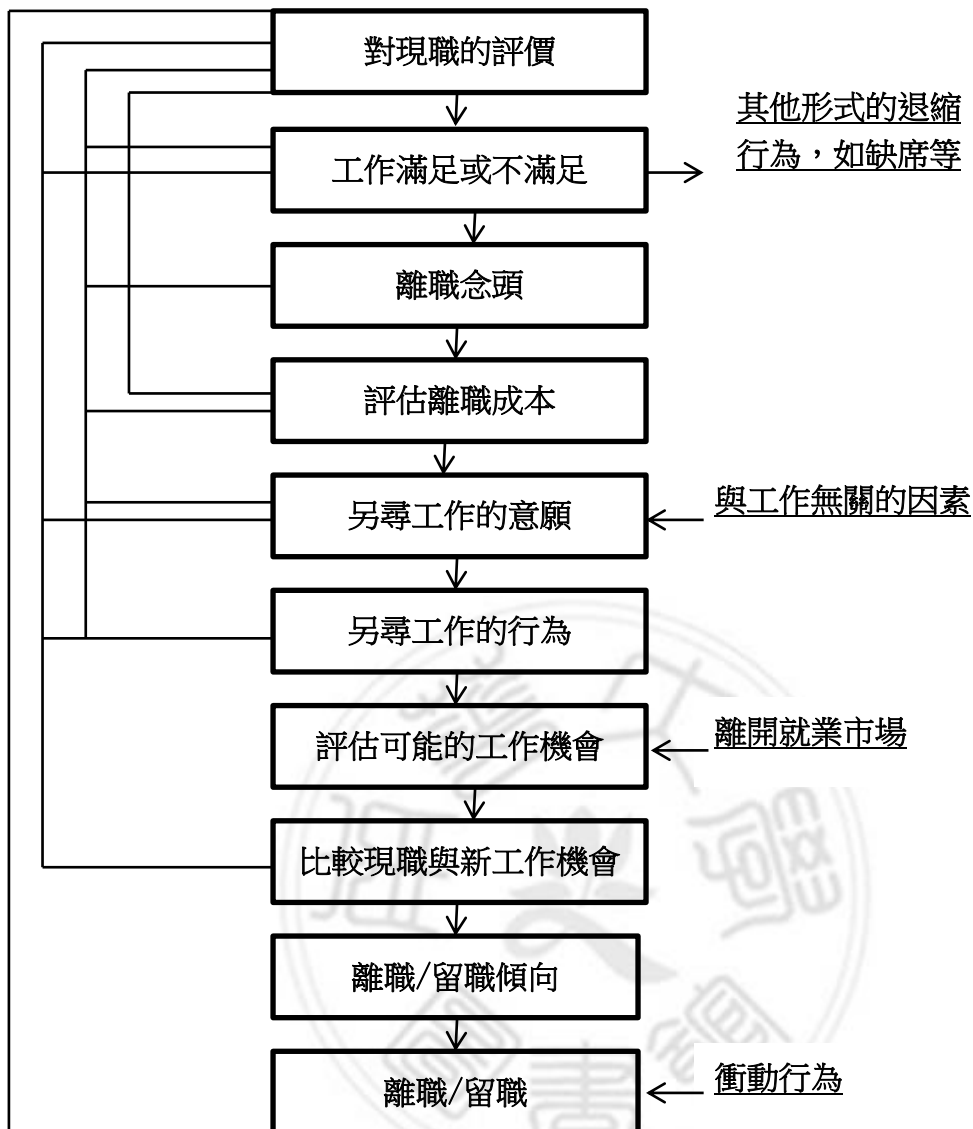 對現職的評價
其他形式的退縮
行為，如缺席等
工作滿足或不滿足
離職念頭
評估離職成本
另尋工作的意願
與工作無關的因素
另尋工作的行為
評估可能的工作機會
離開就業市場
比較現職與新工作機會
離職/留職傾向
離職/留職
衝動行為